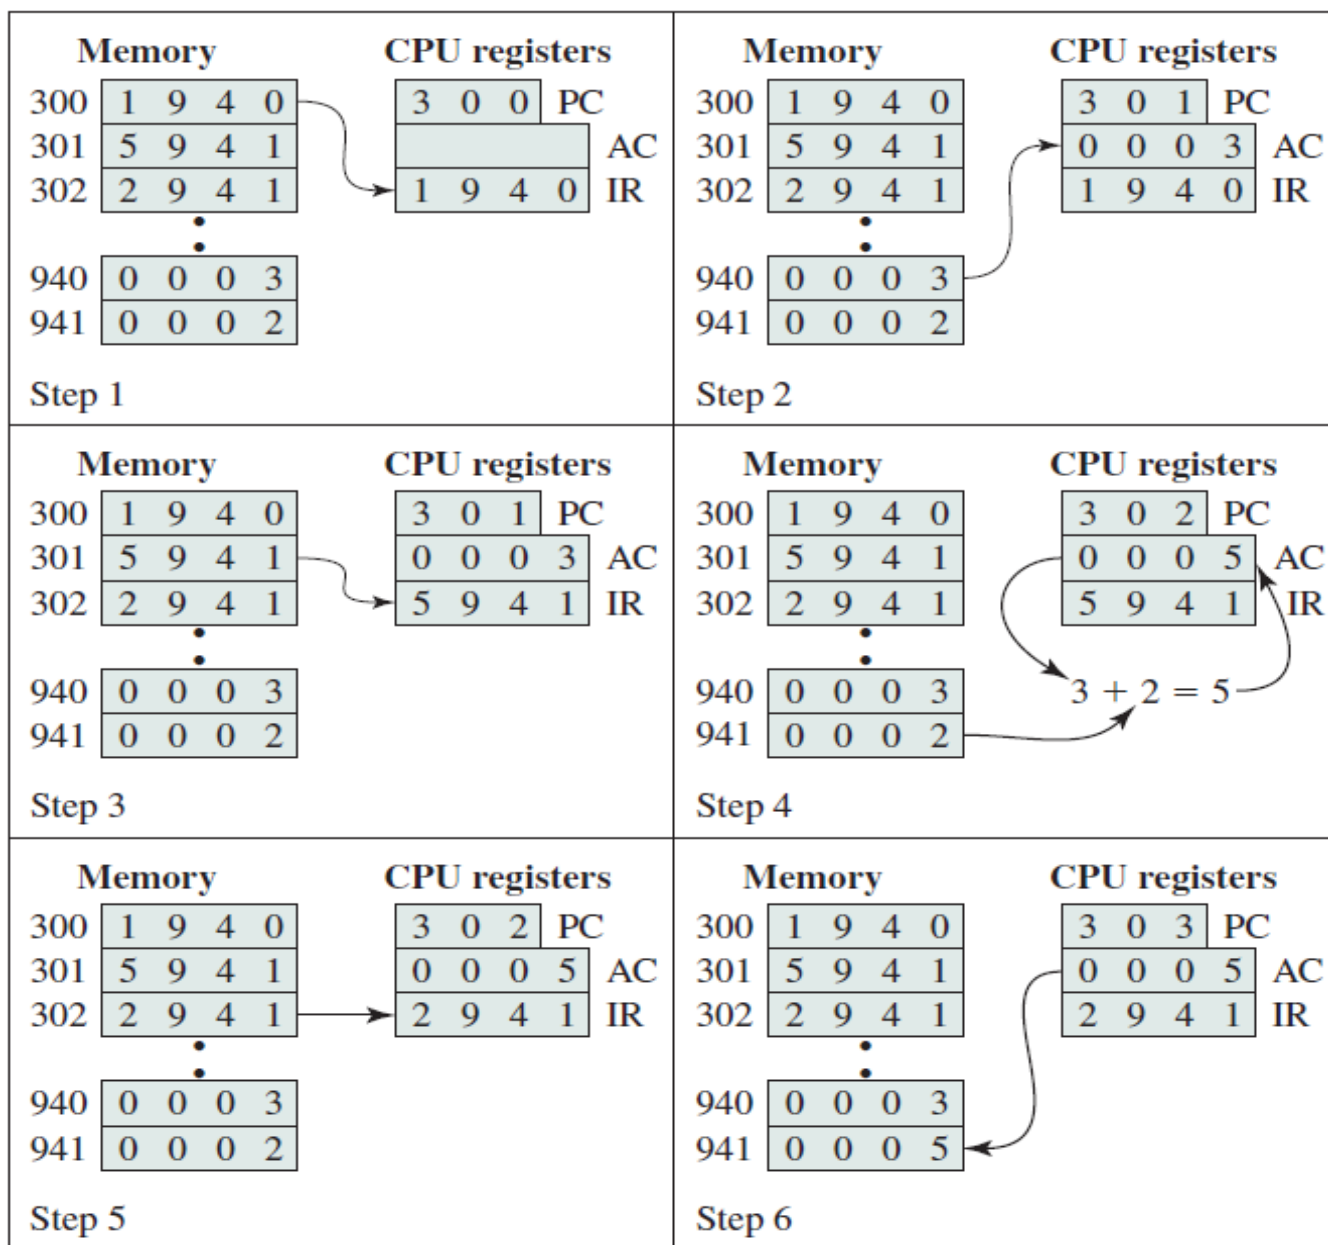 Memory CPU registers
300 1 9 4 0 3 0 0 PC
301 5 9 4 1 AC
302 2 9 4 1 1 9 4 0 IR
940 0 0 0 3
941 0 0 0 2
Step 1
Memory CPU registers
300 1 9 4 0 3 0 1 PC
301 5 9 4 1 0 0 0 3 AC
302 2 9 4 1 1 9 4 0 IR
940 0 0 0 3
941 0 0 0 2
Step 2
Memory CPU registers
300 1 9 4 0 3 0 1 PC
301 5 9 4 1 0 0 0 3 AC
302 2 9 4 1 5 9 4 1 IR
940 0 0 0 3
941 0 0 0 2
Step 3
Memory CPU registers
300 1 9 4 0 3 0 2 PC
301 5 9 4 1 0 0 0 5 AC
302 2 9 4 1 5 9 4 1 IR
940 0 0 0 3 3 + 2 = 5
941 0 0 0 2
Step 4
Memory CPU registers
300 1 9 4 0 3 0 2 PC
301 5 9 4 1 0 0 0 5 AC
302 2 9 4 1 2 9 4 1 IR
940 0 0 0 3
941 0 0 0 2
Step 5
Memory CPU registers
300 1 9 4 0 3 0 3 PC
301 5 9 4 1 0 0 0 5 AC
302 2 9 4 1 2 9 4 1 IR
940 0 0 0 3
941 0 0 0 5
Step 6